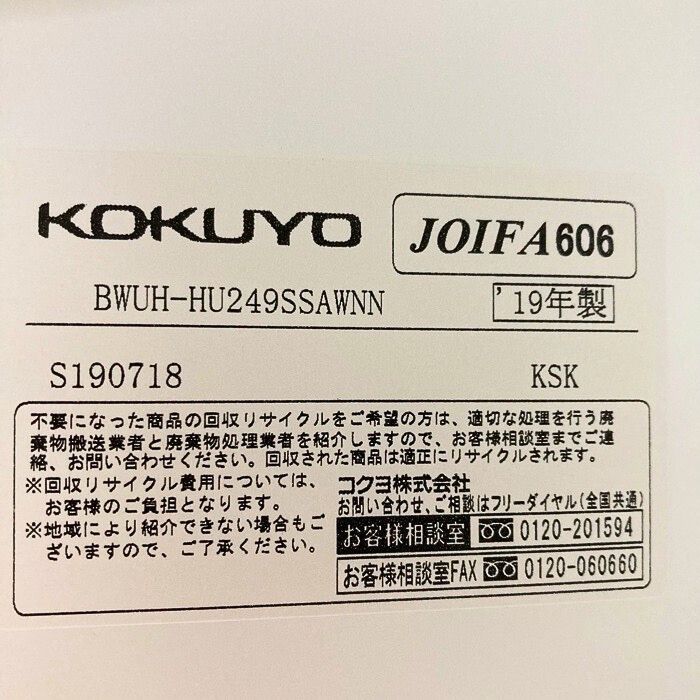 KOKUYO
JOIFA606
BWUH-HU249SSAWNN
'19年製
S190718
KSK
不要になった商品の回収リサイクルをご希望の方は、適切な処理を行う廃
棄物搬送業者と廃棄物処理業者を紹介しますので、お客様相談室までご連
絡、お問い合わせください。回収された商品は適正にリサイクルされます。
※回収リサイクル費用については、
お客様のご負担となります。
※地域により紹介できない場合もご
ざいますので、ご了承ください。
コクヨ株式会社
お問い合わせ、ご相談はフリーダイヤル(全国共通)
お客様相談室 0120-201594
お客様相談室FAX 0120-060660